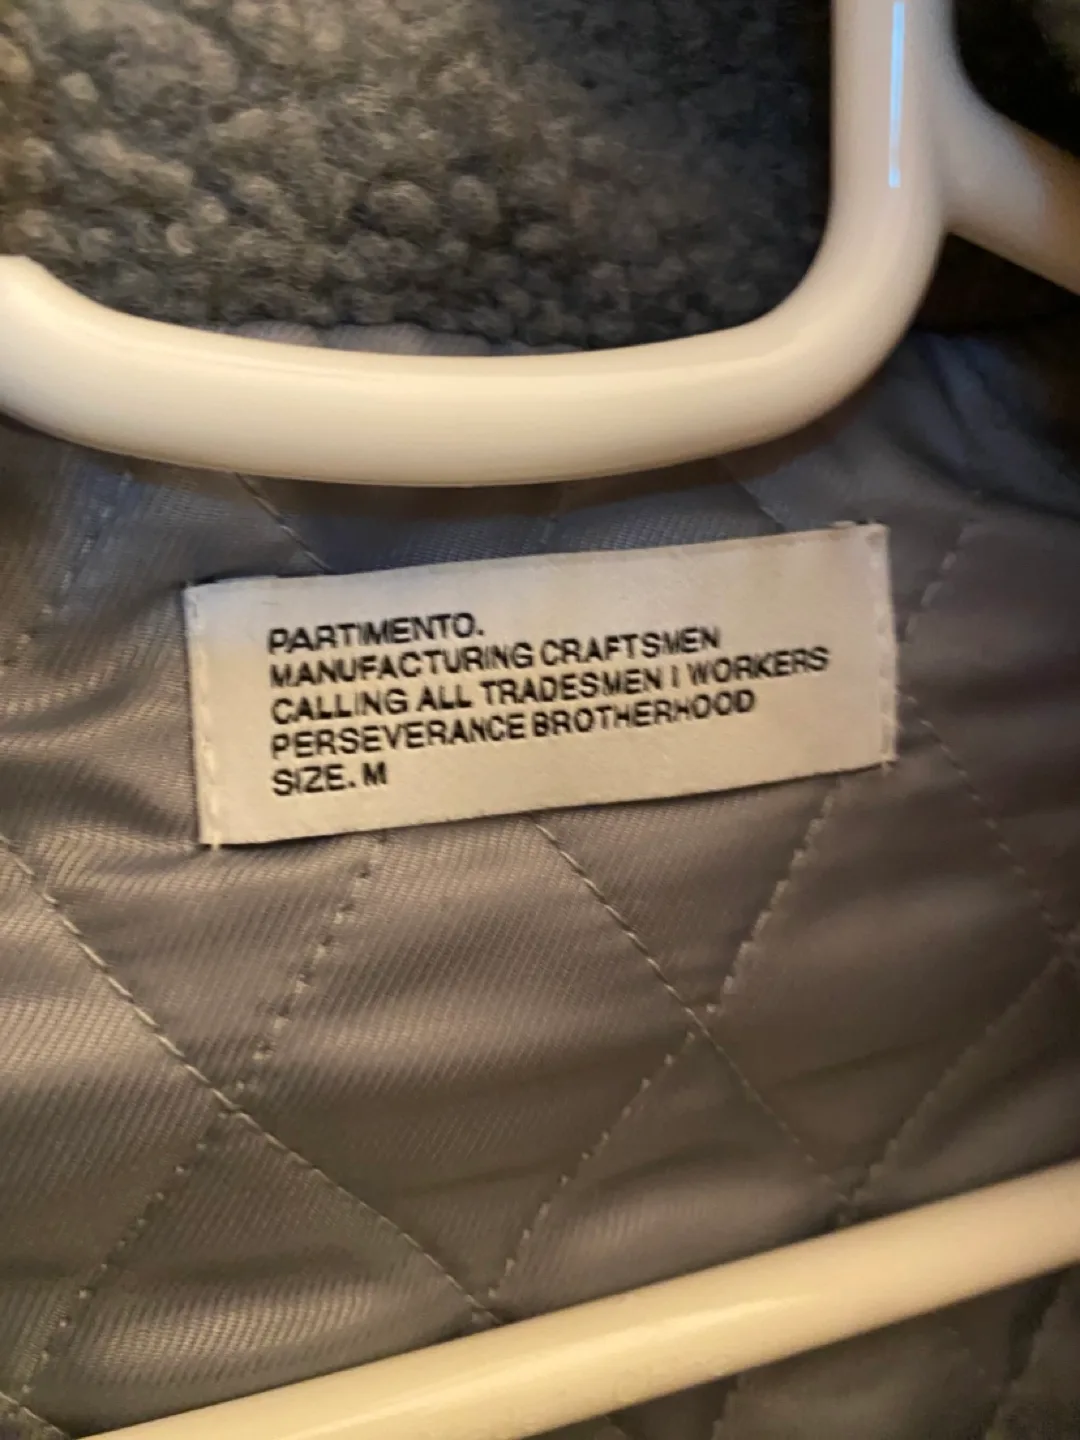 PARTIMENTO.
MANUFACTURING CRAFTSMEN
CALLING ALL TRADESMEN I WORKERS
PERSEVERANCE BROTHERHOOD
SIZE. M